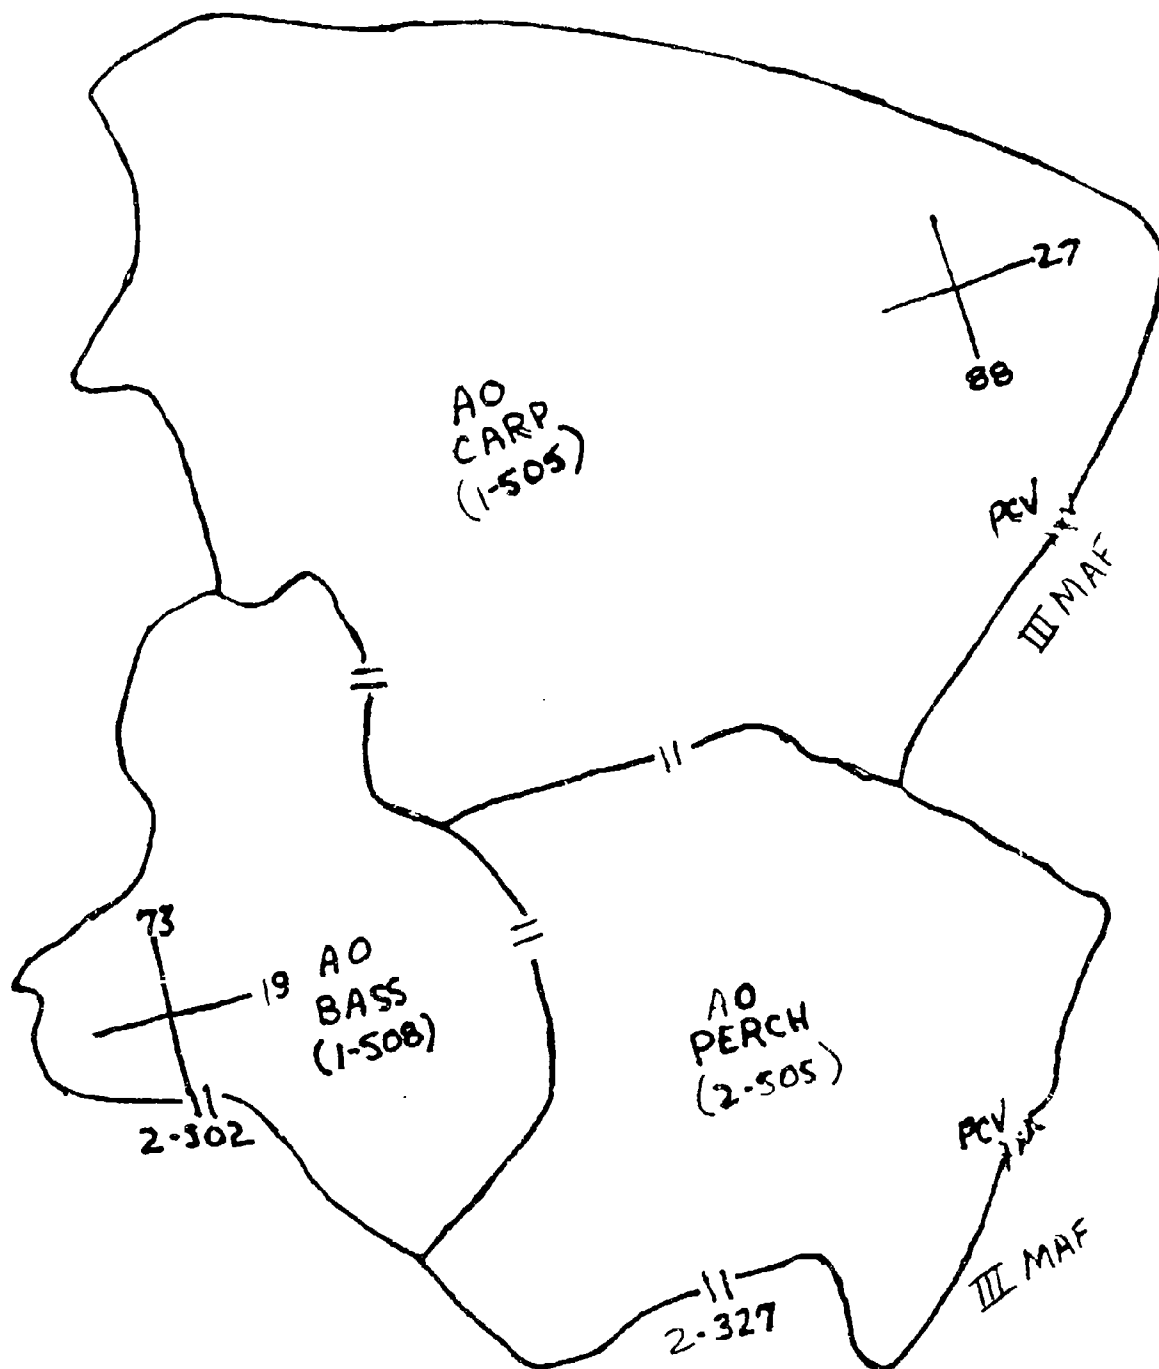 27
88
AO
CARP
(1-505)
PCV
III MAF
73
19
AO
BASS
(1-508)
2-502
AO
PERCH
(2-505)
PCV
III MAF
2-327